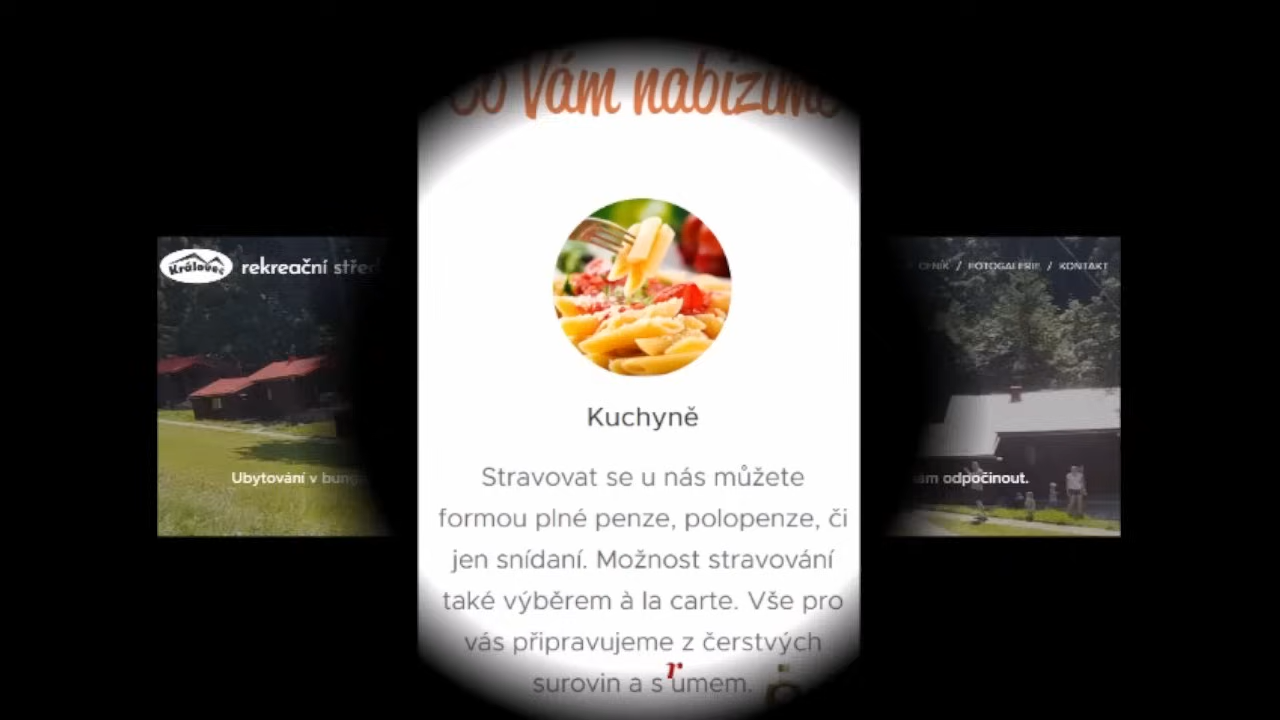 Co Vám nabízíme
Královec
rekreační střed
CENÍK / FOTOGALERIE / KONTAKT
Kuchyně
Stravovat se u nás můžete
formou plné penze, polopenze, či
jen snídaní. Možnost stravování
také výběrem à la carte. Vše pro
vás připravujeme z čerstvých
surovin a s umem.
r
Ubytování v bunga
ám odpočinout.